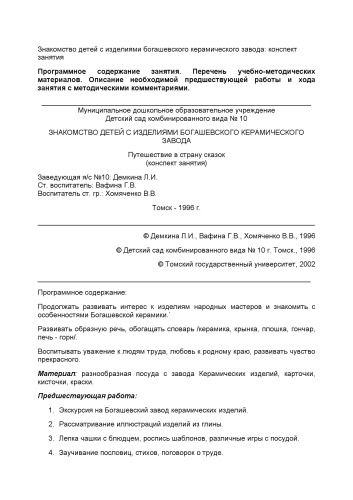 Знакомство детей с изделиями богашевского керамического завода: конспект
занятия
Программное содержание занятия. Перечень учебно-методических
материалов. Описание необходимой предшествующей работы и хода
занятия с методическими комментариями.
Муниципальное дошкольное образовательное учреждение
Детский сад комбинированного вида № 10
ЗНАКОМСТВО ДЕТЕЙ С ИЗДЕЛИЯМИ БОГАШЕВСКОГО КЕРАМИЧЕСКОГО
ЗАВОДА
Путешествие в страну сказок
(конспект занятия)
Заведующая я/с №10: Демкина Л.И.
Ст. воспитатель: Вафина Г.В.
Воспитатель ст. гр.: Хомяченко В.В.
Томск - 1996 г.
© Демкина Л.И., Вафина Г.В., Хомяченко В.В., 1996
© Детский сад комбинированного вида № 10 г. Томск., 1996
© Томский государственный университет, 2002
Программное содержание:
Продолжать развивать интерес к изделиям народных мастеров и знакомить с
особенностями Богашевской керамики.`
Развивать образную речь, обогащать словарь /керамика, крынка, плошка, гончар,
печь - горн/.
Воспитывать уважение к людям труда, любовь к родному краю, развивать чувство
прекрасного.
Материал: разнообразная посуда с завода Керамических изделий, карточки,
кисточки, краски.
Предшествующая работа:
1. Экскурсия на Богашевский завод керамических изделий.
2. Рассматривание иллюстраций изделий из глины.
3. Лепка чашки с блюдцем, роспись шаблонов, различные игры с посудой.
4. Заучивание пословиц, стихов, поговорок о труде.